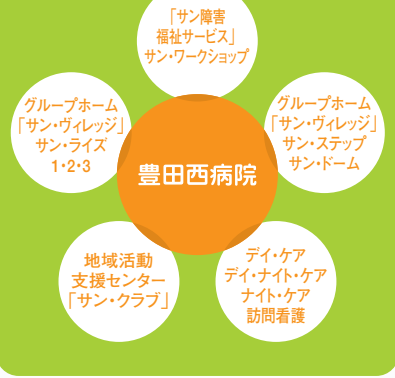 「サン障害
福祉サービス」
サン・ワークショップ
グループホーム
「サン・ヴィレッジ」
サン・ライズ
1・2・3
グループホーム
「サン・ヴィレッジ」
サン・ステップ
サン・ドーム
豊田西病院
地域活動
支援センター
「サン・クラブ」
デイ・ケア
デイ・ナイト・ケア
ナイト・ケア
訪問看護